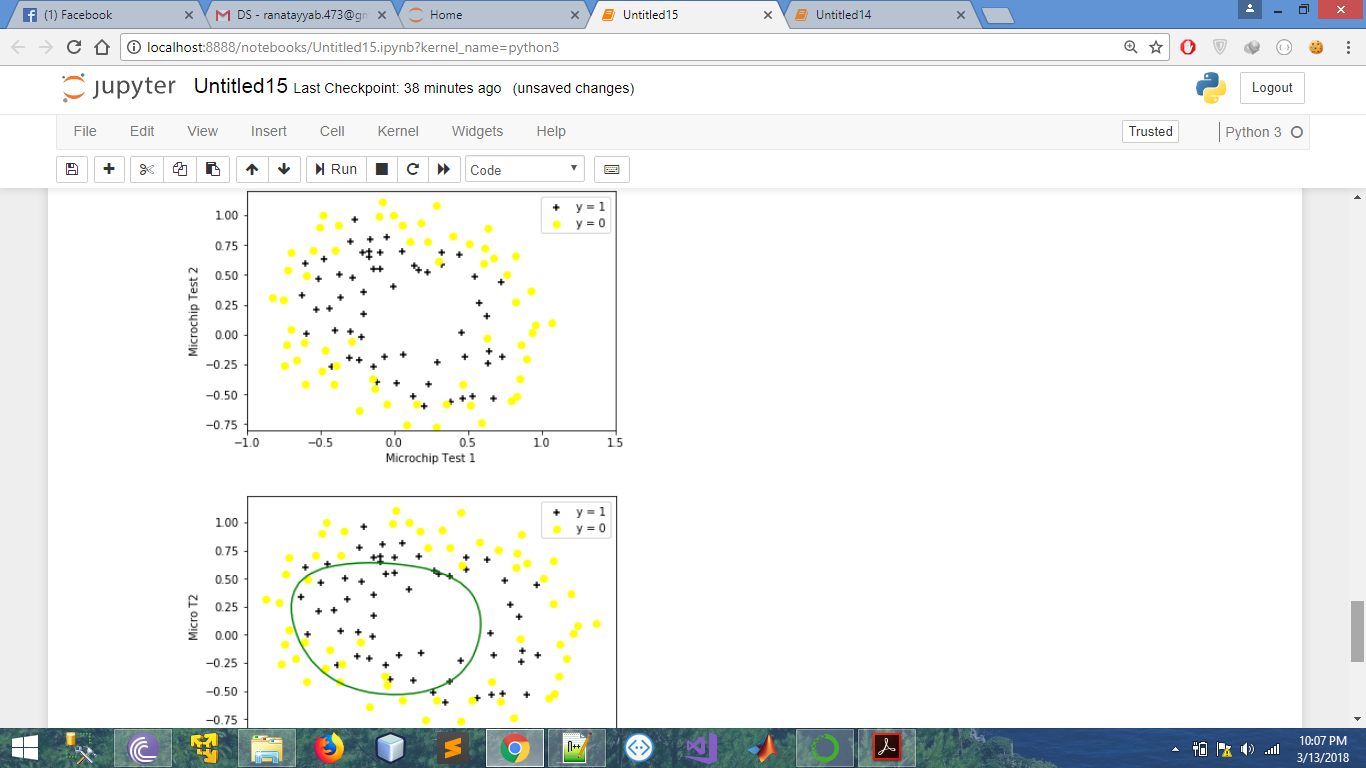 (1) Facebook
DS - ranatayyab.473@gm
Home
Untitled15
Untitled14
localhost:8888/notebooks/Untitled15.ipynb?kernel_name=python3
jupyter Untitled15 Last Checkpoint: 38 minutes ago (unsaved changes)
Logout
File Edit View Insert Cell Kernel Widgets Help
Trusted
Python 3
Run
Code
y = 1
y = 0
1.00
0.75
0.50
0.25
0.00
−0.25
−0.50
−0.75
Microchip Test 2
−1.0 −0.5 0.0 0.5 1.0 1.5
Microchip Test 1
y = 1
y = 0
1.00
0.75
0.50
0.25
0.00
−0.25
−0.50
−0.75
Micro T2
10:07 PM
3/13/2018